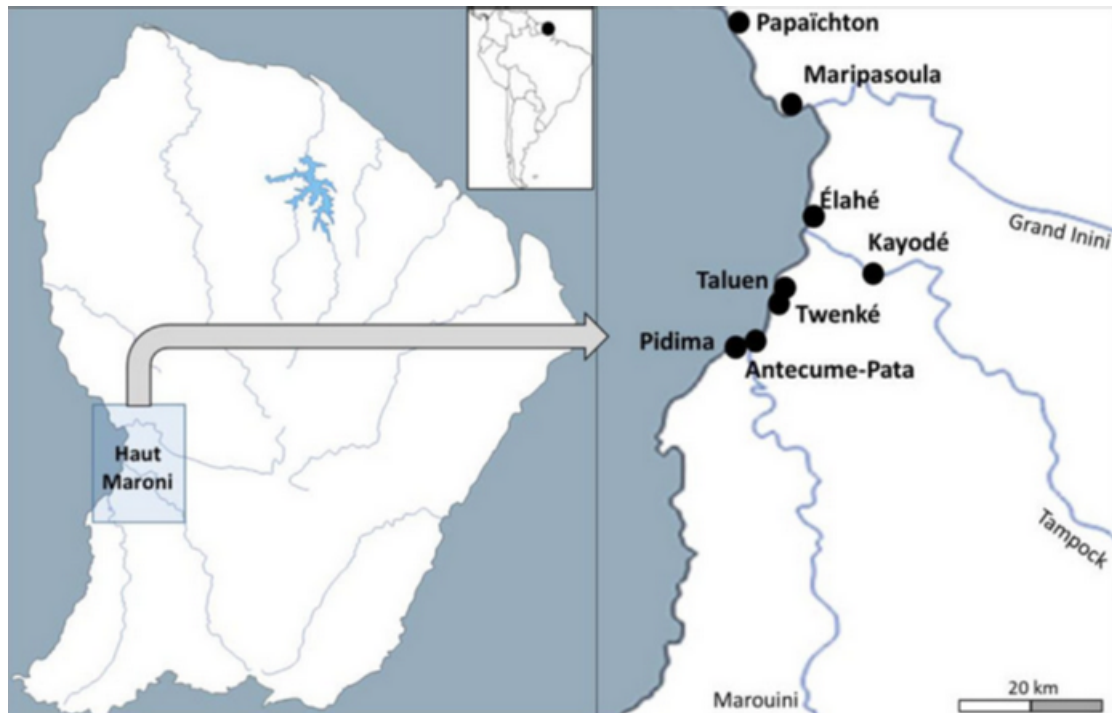 Haut
Maroni
Papaïchton
Maripasoula
Élahé
Grand Inini
Kayodé
Taluen
Twenké
Pidima
Antecume-Pata
Tampock
Marouini
20 km